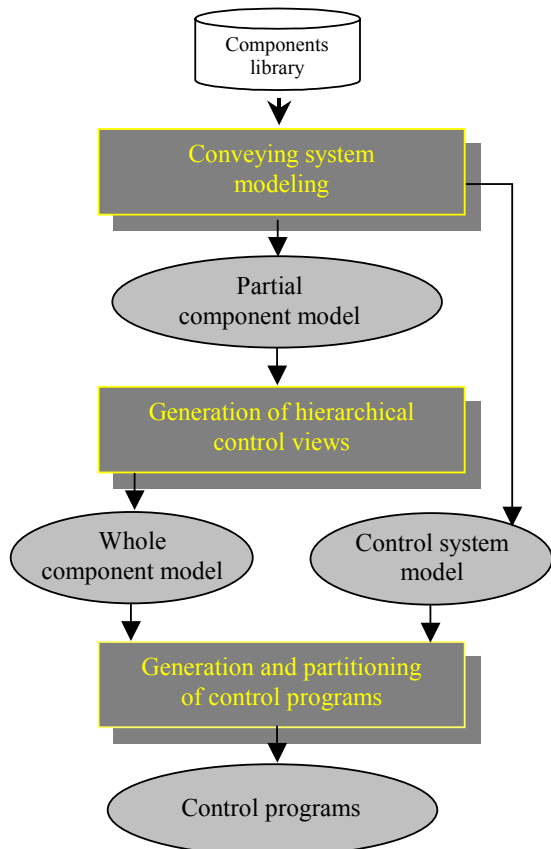 Components
library
Conveying system
modeling
Partial
component model
Generation of hierarchical
control views
Whole
component model
Control system
model
Generation and partitioning
of control programs
Control programs